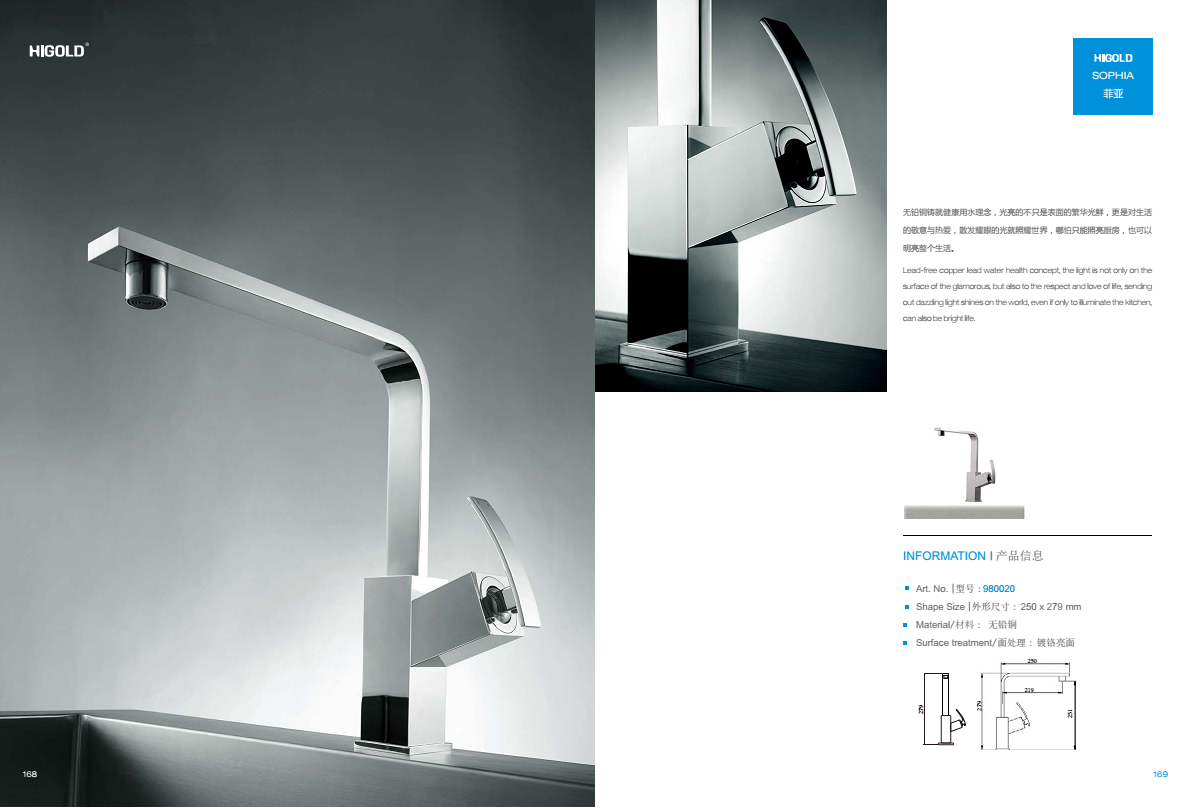 HIGOLD®
HIGOLD
SOPHIA
菲亚
无铅铜铸就健康用水理念，光亮的不只是表面的繁华光鲜，更是对生活
的敬意与热爱，散发耀眼的光就照耀世界，哪怕只能照亮厨房，也可以
明亮整个生活。
Lead-free copper lead water health concept, the light is not only on the
surface of the glamorous, but also to the respect and love of life, sending
out dazzling light shines on the world, even if only to illuminate the kitchen,
can also be bright life.
INFORMATION | 产品信息
Art. No. |型号 : 980020
Shape Size |外形尺寸 : 250 x 279 mm
Material/材料 : 无铅铜
Surface treatment/面处理 : 镀铬亮面
250
219
279
279
251
168
169